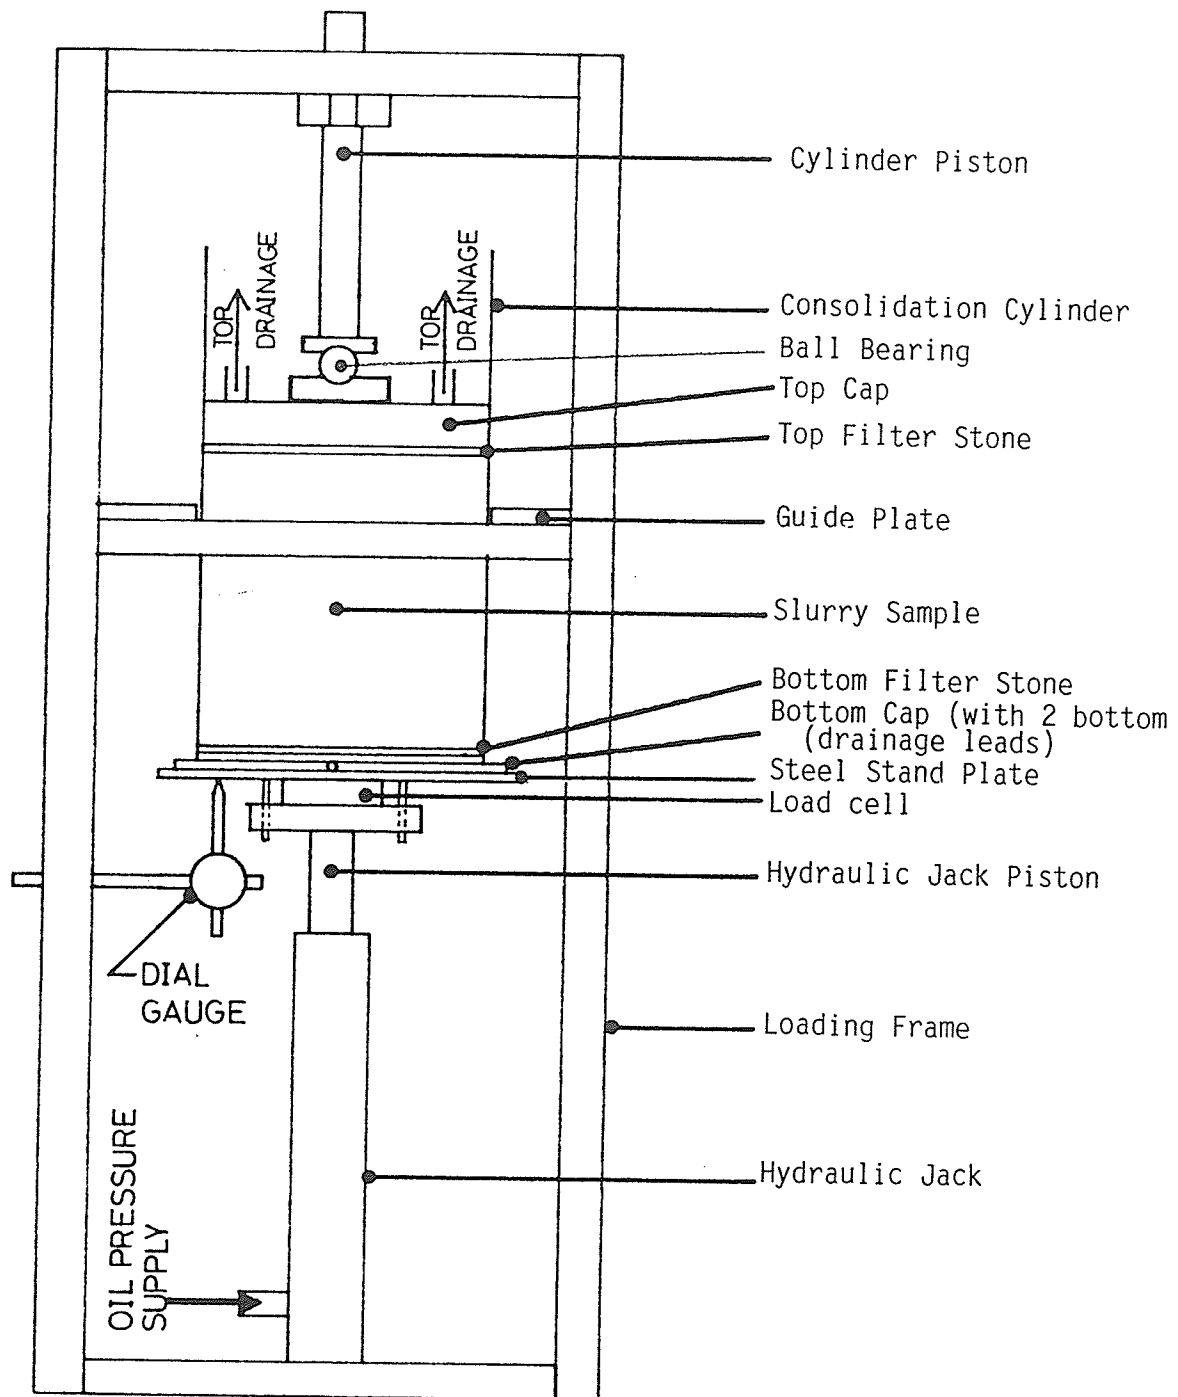 Cylinder Piston
TOP
DRAINAGE
TOP
DRAINAGE
Consolidation Cylinder
Ball Bearing
Top Cap
Top Filter Stone
Guide Plate
Slurry Sample
Bottom Filter Stone
Bottom Cap (with 2 bottom
(drainage leads)
Steel Stand Plate
Load cell
Hydraulic Jack Piston
DIAL
GAUGE
Loading Frame
Hydraulic Jack
OIL PRESSURE
SUPPLY